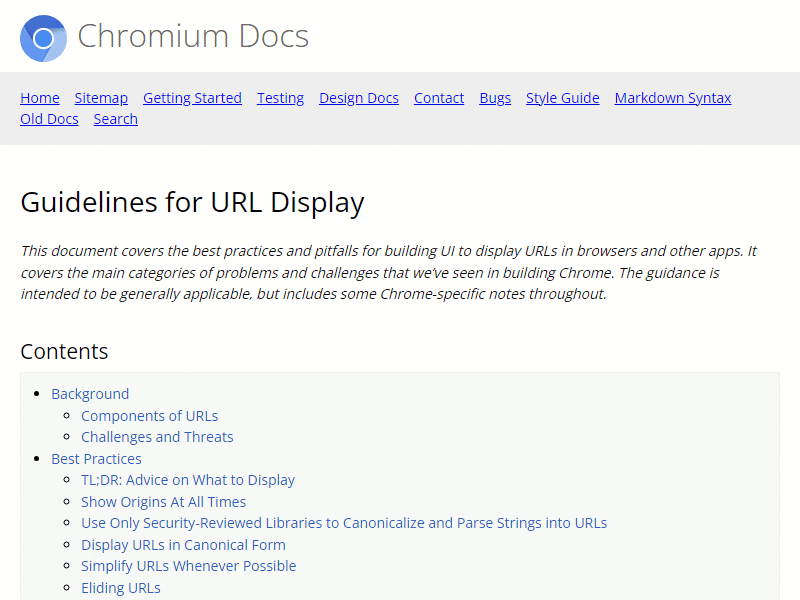 Chromium Docs
Home Sitemap Getting Started Testing Design Docs Contact Bugs Style Guide Markdown Syntax
Old Docs Search
Guidelines for URL Display
This document covers the best practices and pitfalls for building UI to display URLs in browsers and other apps. It
covers the main categories of problems and challenges that we've seen in building Chrome. The guidance is
intended to be generally applicable, but includes some Chrome-specific notes throughout.
Contents
Background
Components of URLs
Challenges and Threats
Best Practices
TL;DR: Advice on What to Display
Show Origins At All Times
Use Only Security-Reviewed Libraries to Canonicalize and Parse Strings into URLs
Display URLs in Canonical Form
Simplify URLs Whenever Possible
Eliding URLs